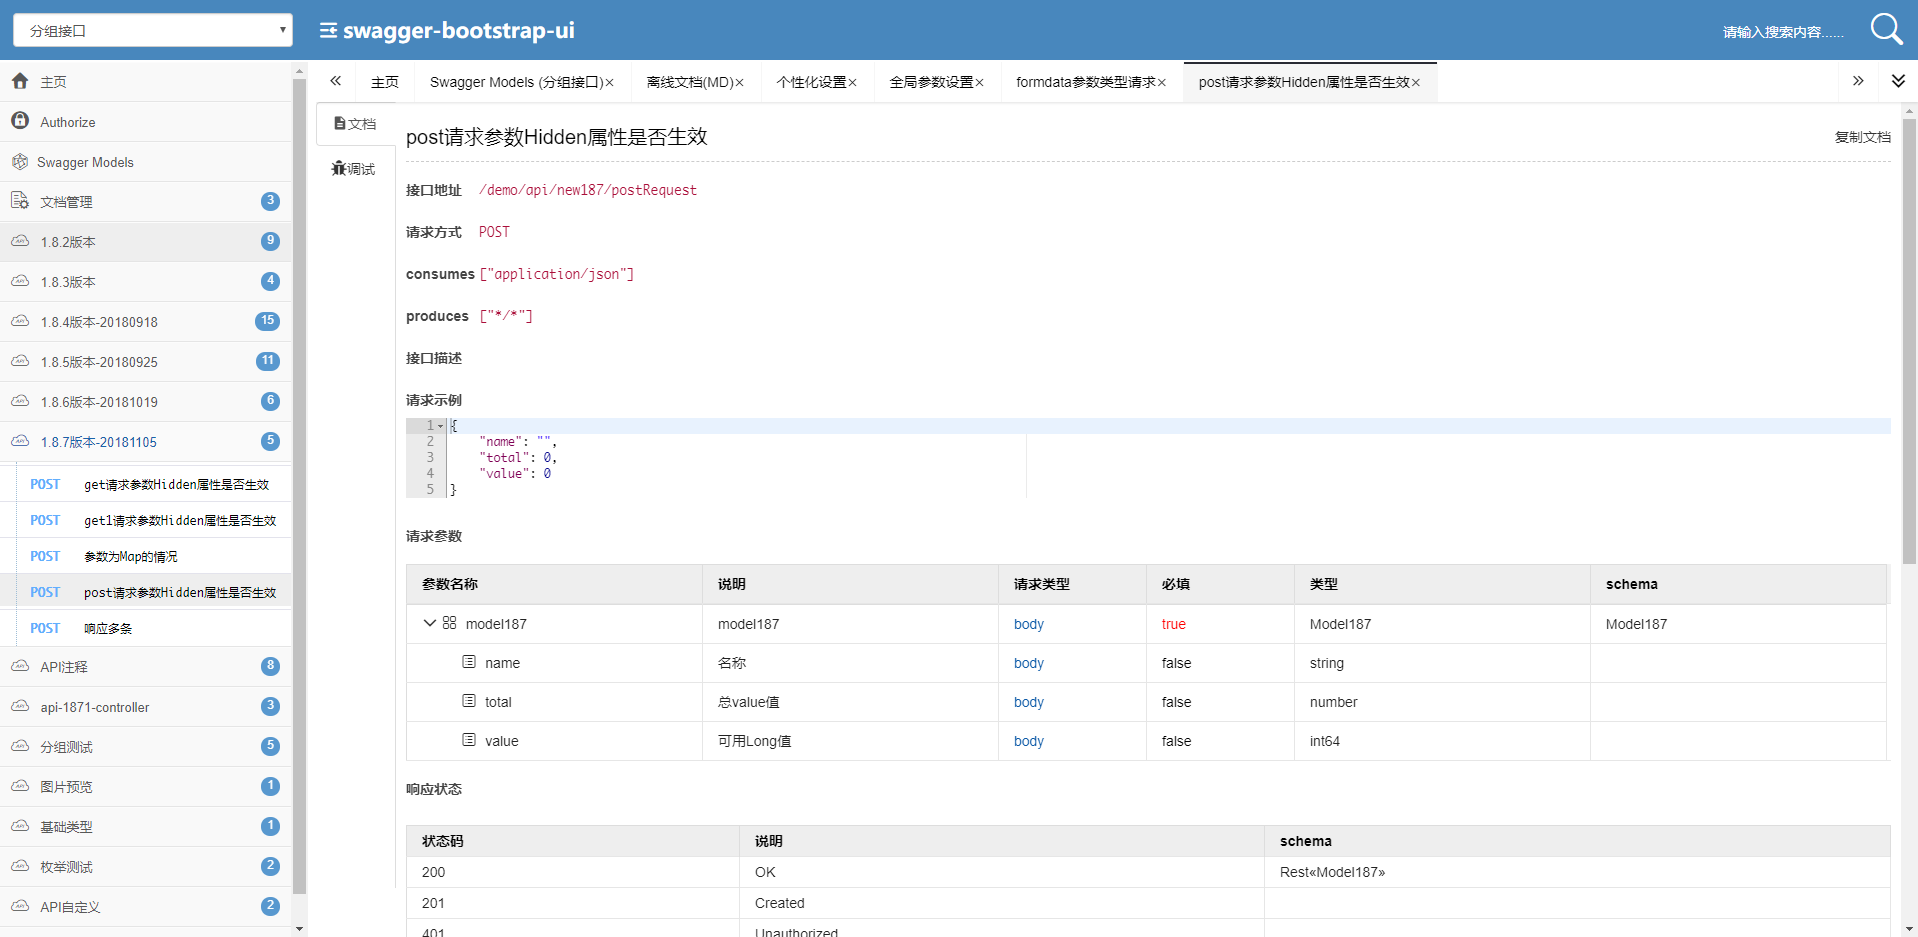 分组接口
swagger-bootstrap-ui
请输入搜索内容......
主页
Authorize
Swagger Models
文档管理 3
1.8.2版本 9
1.8.3版本 4
1.8.4版本-20180918 15
1.8.5版本-20180925 11
1.8.6版本-20181019 6
1.8.7版本-20181105 5
POST get请求参数Hidden属性是否生效
POST get1请求参数Hidden属性是否生效
POST 参数为Map的情况
POST post请求参数Hidden属性是否生效
POST 响应多条
API注释 8
api-1871-controller 3
分组测试 5
图片预览 1
基础类型 1
枚举测试 2
API自定义 2
主页 Swagger Models (分组接口)× 离线文档(MD)× 个性化设置× 全局参数设置× formdata参数类型请求× post请求参数Hidden属性是否生效×
文档
调试
post请求参数Hidden属性是否生效 复制文档
接口地址 /demo/api/new187/postRequest
请求方式 POST
consumes ["application/json"]
produces ["*/*"]
接口描述
请求示例
1 {
2 "name": "",
3 "total": 0,
4 "value": 0
5 }
请求参数
参数名称 说明 请求类型 必填 类型 schema
model187 model187 body true Model187 Model187
name 名称 body false string
total 总value值 body false number
value 可用Long值 body false int64
响应状态
状态码 说明 schema
200 OK Rest«Model187»
201 Created
401 Unauthorized